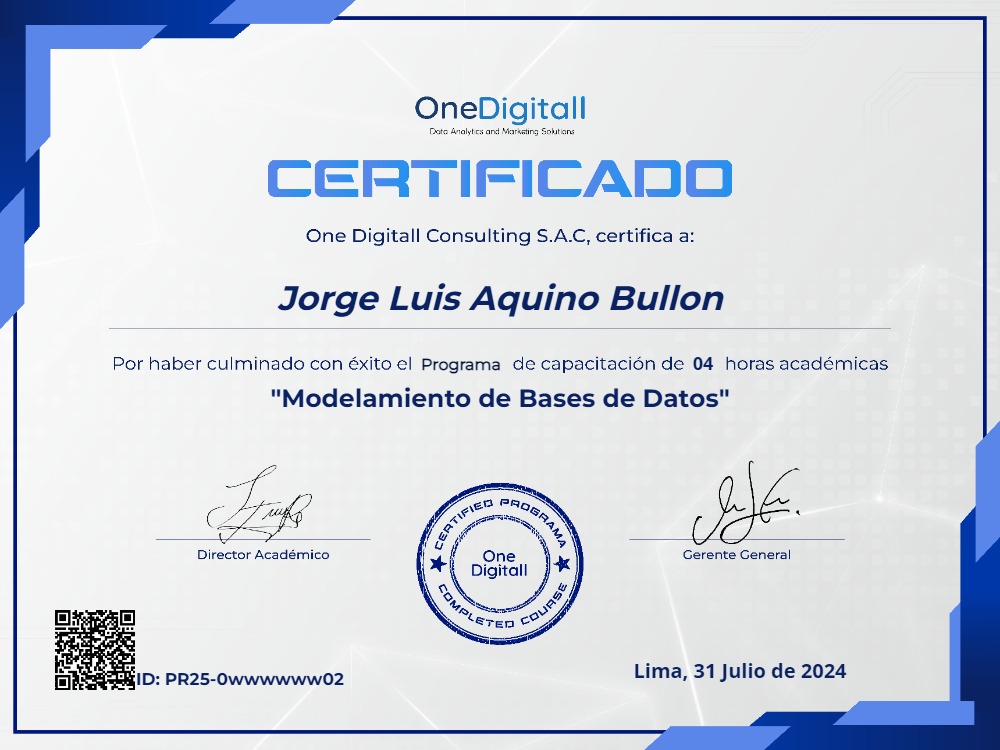 OneDigitall
Data Analytics and Marketing Solutions
CERTIFICADO
One Digitall Consulting S.A.C, certifica a:
Jorge Luis Aquino Bullon
Por haber culminado con éxito el Programa de capacitación de 04 horas académicas
"Modelamiento de Bases de Datos"
Director Académico
CERTIFIED PROGRAMA
One
Digitall
COMPLETED COURSE
Gerente General
ID: PR25-0wwwwww02
Lima, 31 Julio de 2024